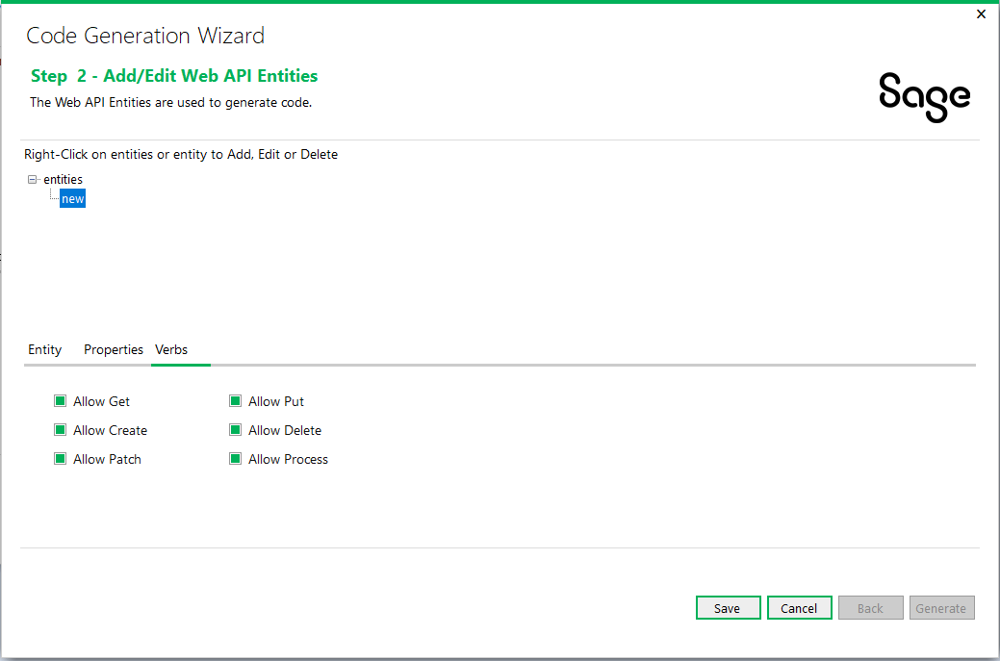 Code Generation Wizard
Step 2 - Add/Edit Web API Entities
The Web API Entities are used to generate code.
Sage
Right-Click on entities or entity to Add, Edit or Delete
entities
new
Entity Properties Verbs
Allow Get Allow Put
Allow Create Allow Delete
Allow Patch Allow Process
Save Cancel Back Generate